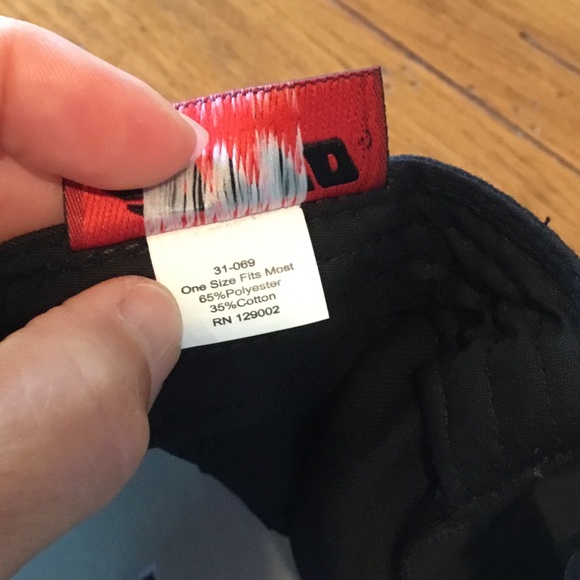 31-069
One Size Fits Most
65%Polyester
35%Cotton
RN 129002